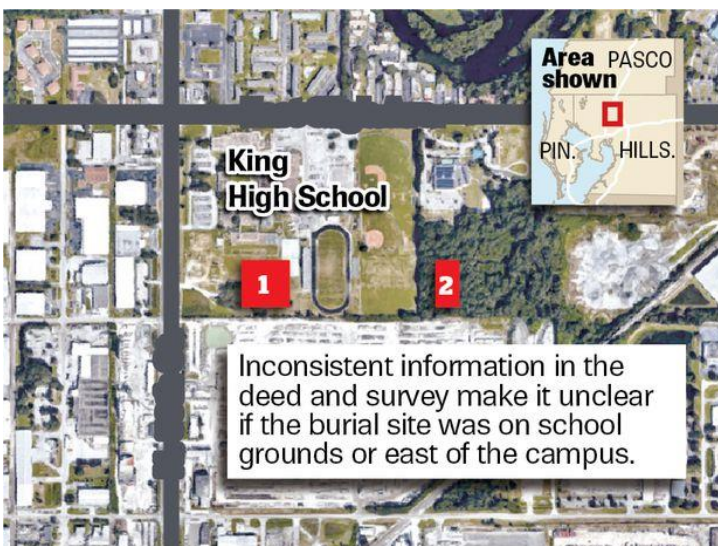 Area PASCO
shown
PIN. HILLS.
King
High School
1 2
Inconsistent information in the
deed and survey make it unclear
if the burial site was on school
grounds or east of the campus.